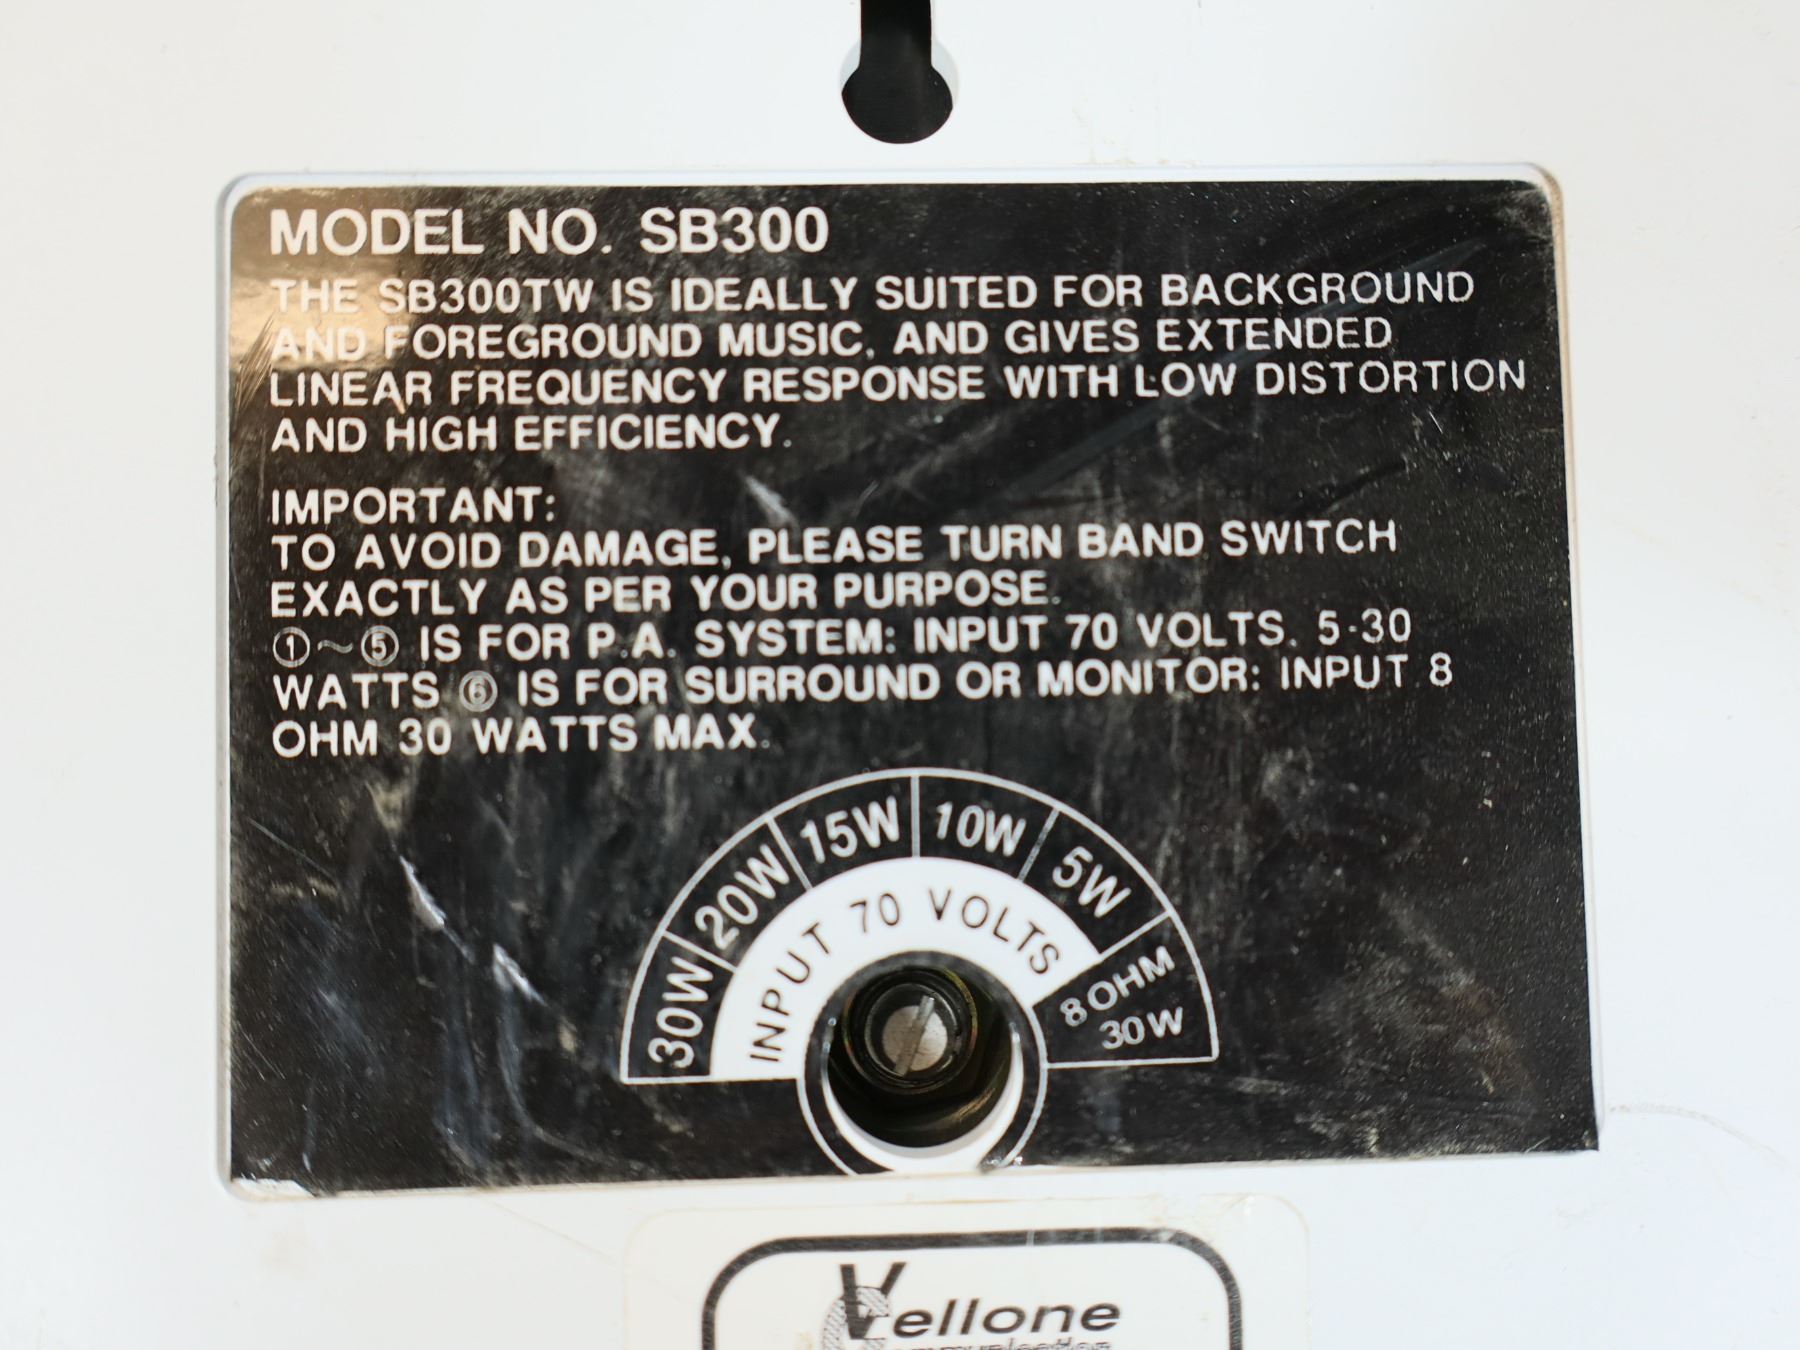 MODEL NO. SB300
THE SB300TW IS IDEALLY SUITED FOR BACKGROUND
AND FOREGROUND MUSIC, AND GIVES EXTENDED
LINEAR FREQUENCY RESPONSE WITH LOW DISTORTION
AND HIGH EFFICIENCY.
IMPORTANT:
TO AVOID DAMAGE, PLEASE TURN BAND SWITCH
EXACTLY AS PER YOUR PURPOSE.
①~⑤ IS FOR P.A. SYSTEM: INPUT 70 VOLTS. 5-30
WATTS ⑥ IS FOR SURROUND OR MONITOR: INPUT 8
OHM 30 WATTS MAX.
30W 20W 15W 10W 5W
8 OHM
30W
INPUT 70 VOLTS
Vellone